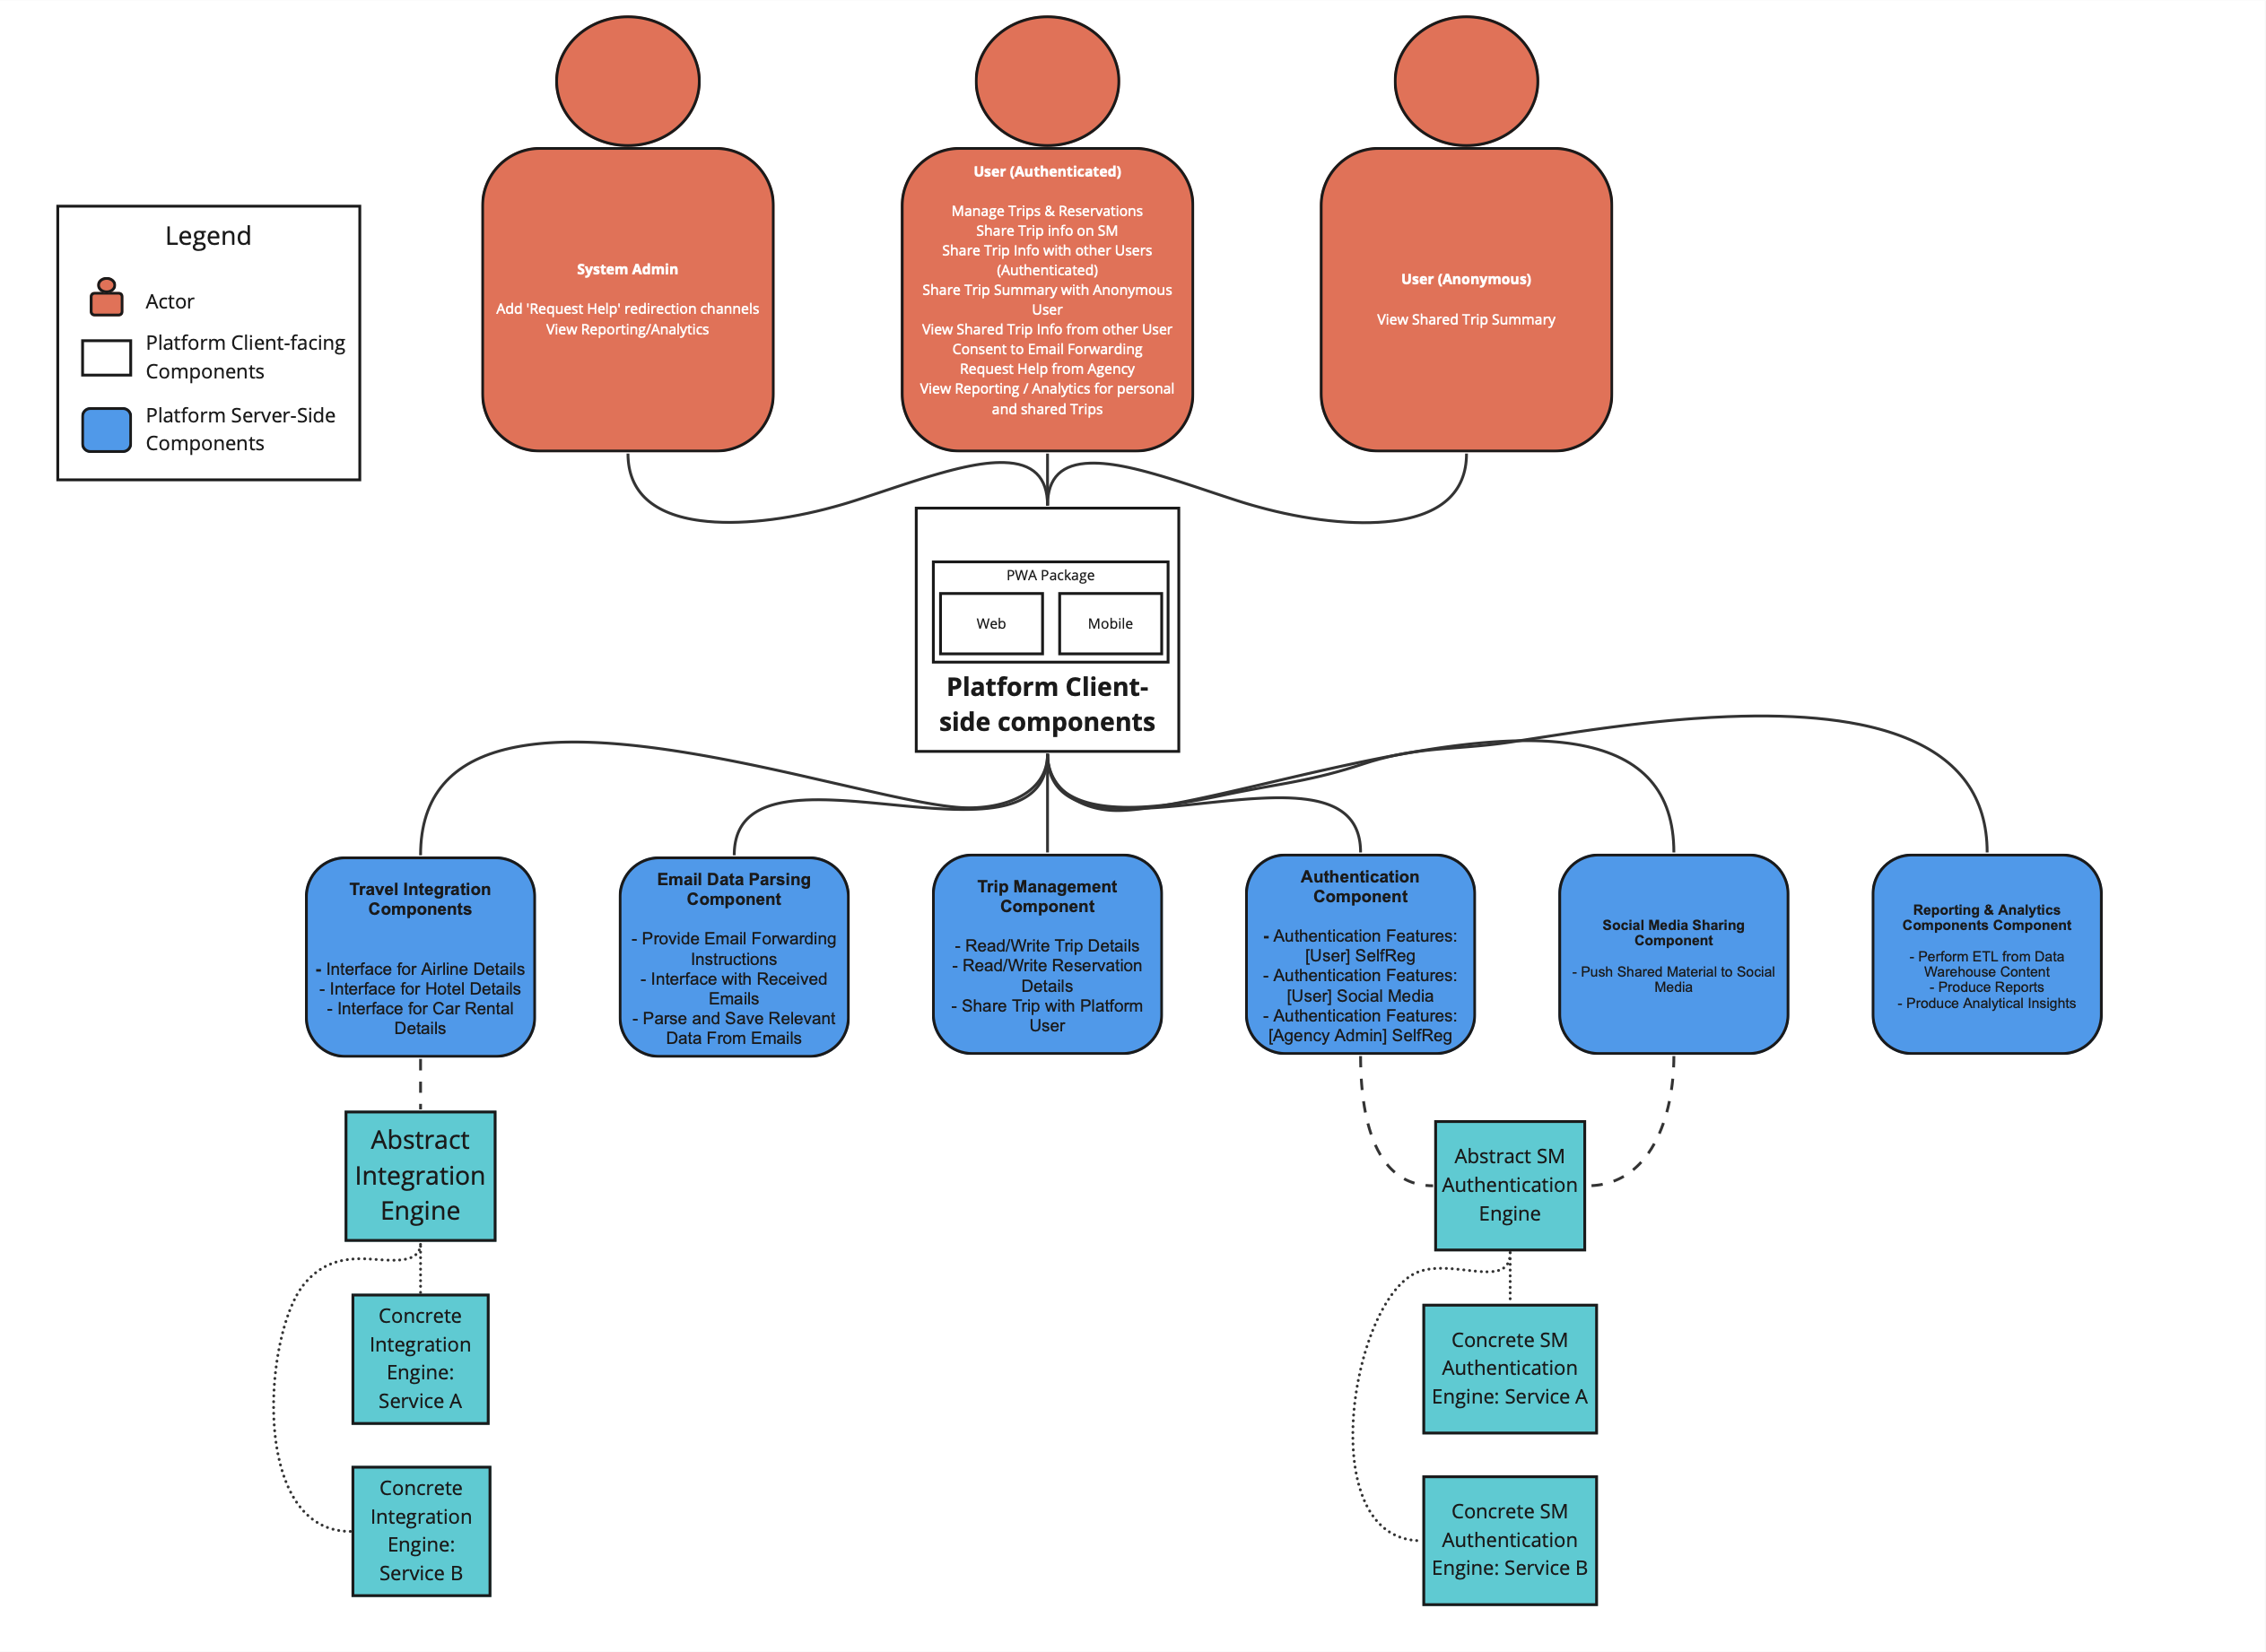 Legend
Actor
Platform Client-facing
Components
Platform Server-Side
Components
System Admin
Add 'Request Help' redirection channels
View Reporting/Analytics
User (Authenticated)
Manage Trips & Reservations
Share Trip info on SM
Share Trip Info with other Users
(Authenticated)
Share Trip Summary with Anonymous
User
View Shared Trip Info from other User
Consent to Email Forwarding
Request Help from Agency
View Reporting / Analytics for personal
and shared Trips
User (Anonymous)
View Shared Trip Summary
PWA Package
Web
Mobile
Platform Client-
side components
Travel Integration
Components
- Interface for Airline Details
- Interface for Hotel Details
- Interface for Car Rental
Details
Email Data Parsing
Component
- Provide Email Forwarding
Instructions
- Interface with Received
Emails
- Parse and Save Relevant
Data From Emails
Trip Management
Component
- Read/Write Trip Details
- Read/Write Reservation
Details
- Share Trip with Platform
User
Authentication
Component
- Authentication Features:
[User] SelfReg
- Authentication Features:
[User] Social Media
- Authentication Features:
[Agency Admin] SelfReg
Social Media Sharing
Component
- Push Shared Material to Social
Media
Reporting & Analytics
Components Component
- Perform ETL from Data
Warehouse Content
- Produce Reports
- Produce Analytical Insights
Abstract
Integration
Engine
Concrete
Integration
Engine:
Service A
Concrete
Integration
Engine:
Service B
Abstract SM
Authentication
Engine
Concrete SM
Authentication
Engine: Service A
Concrete SM
Authentication
Engine: Service B